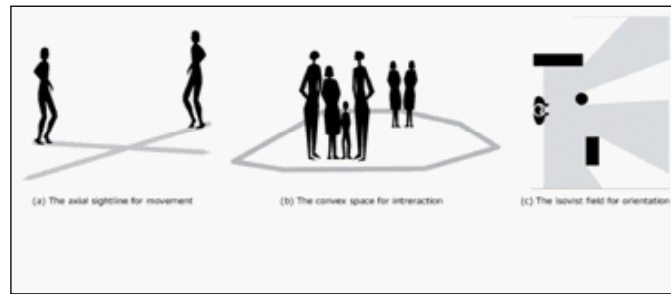 (a) The axial sightline for movement
(b) The convex space for intreraction
(c) The isovist field for orientation